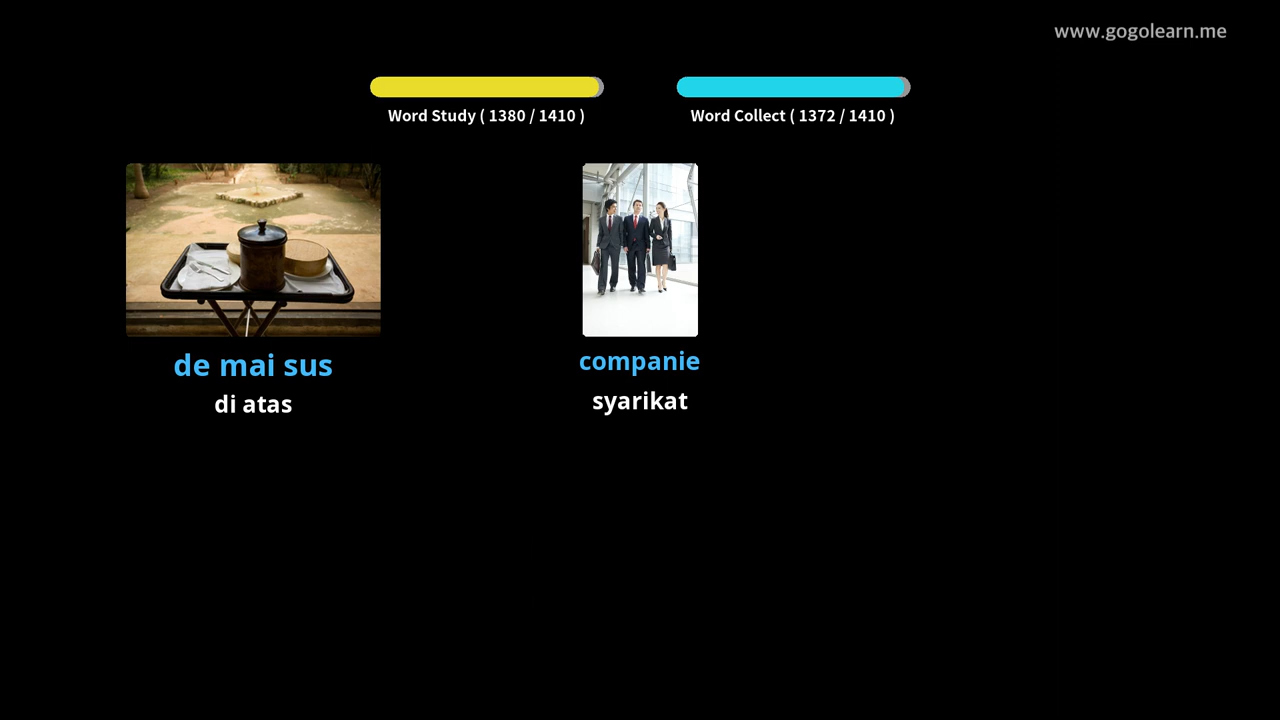 www.gogolearn.me
Word Study ( 1380 / 1410 )
Word Collect ( 1372 / 1410 )
de mai sus
di atas
companie
syarikat